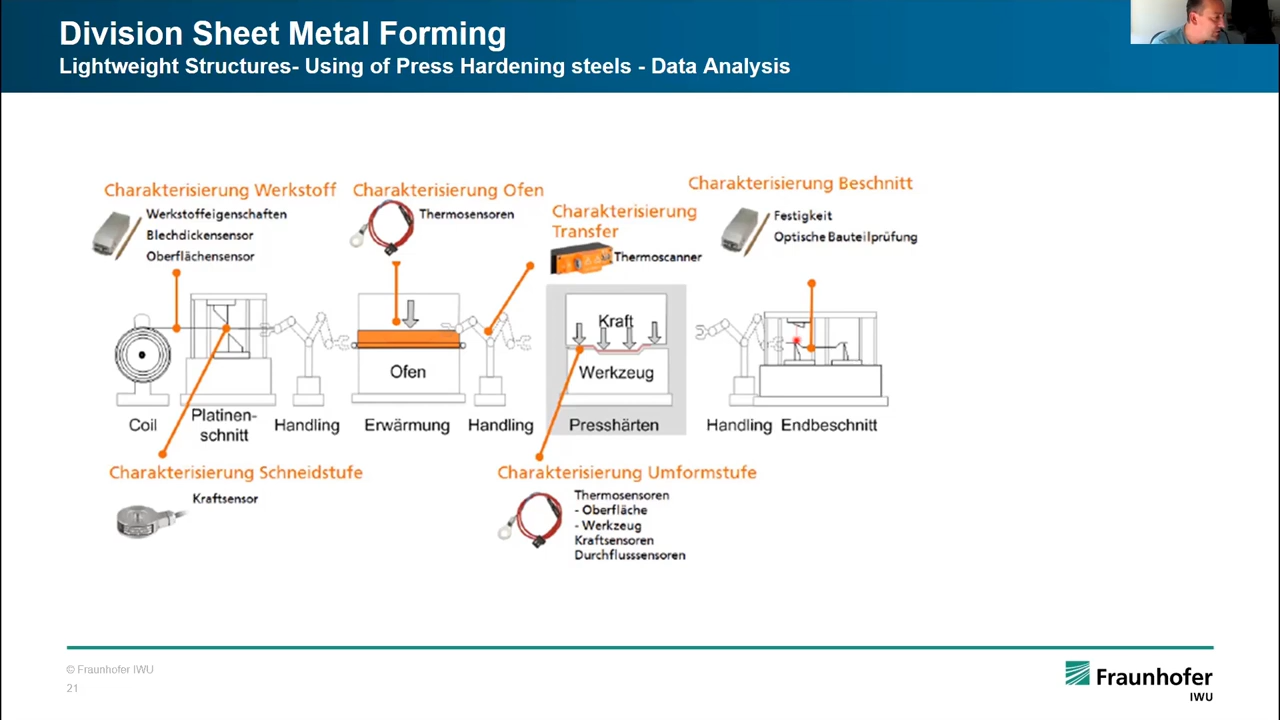 Division Sheet Metal Forming
Lightweight Structures- Using of Press Hardening steels - Data Analysis
Charakterisierung Werkstoff
Werkstoffeigenschaften
Blechdickensensor
Oberflächensensor
Charakterisierung Ofen
Thermosensoren
Charakterisierung
Transfer
Thermoscanner
Charakterisierung Beschnitt
Festigkeit
Optische Bauteilprüfung
Kraft
Ofen
Werkzeug
Coil
Platinen-
schnitt
Handling
Erwärmung
Handling
Presshärten
Handling
Endbeschnitt
Charakterisierung Schneidstufe
Kraftsensor
Charakterisierung Umformstufe
Thermosensoren
- Oberfläche
- Werkzeug
Kraftsensoren
Durchflusssensoren
© Fraunhofer IWU
21
Fraunhofer
IWU